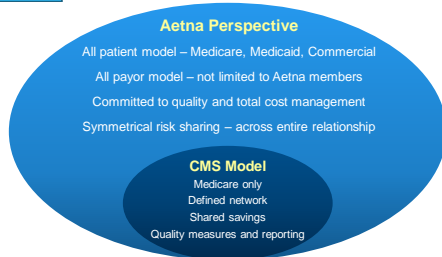 Aetna Perspective
All patient model – Medicare, Medicaid, Commercial
All payor model – not limited to Aetna members
Committed to quality and total cost management
Symmetrical risk sharing – across entire relationship
CMS Model
Medicare only
Defined network
Shared savings
Quality measures and reporting